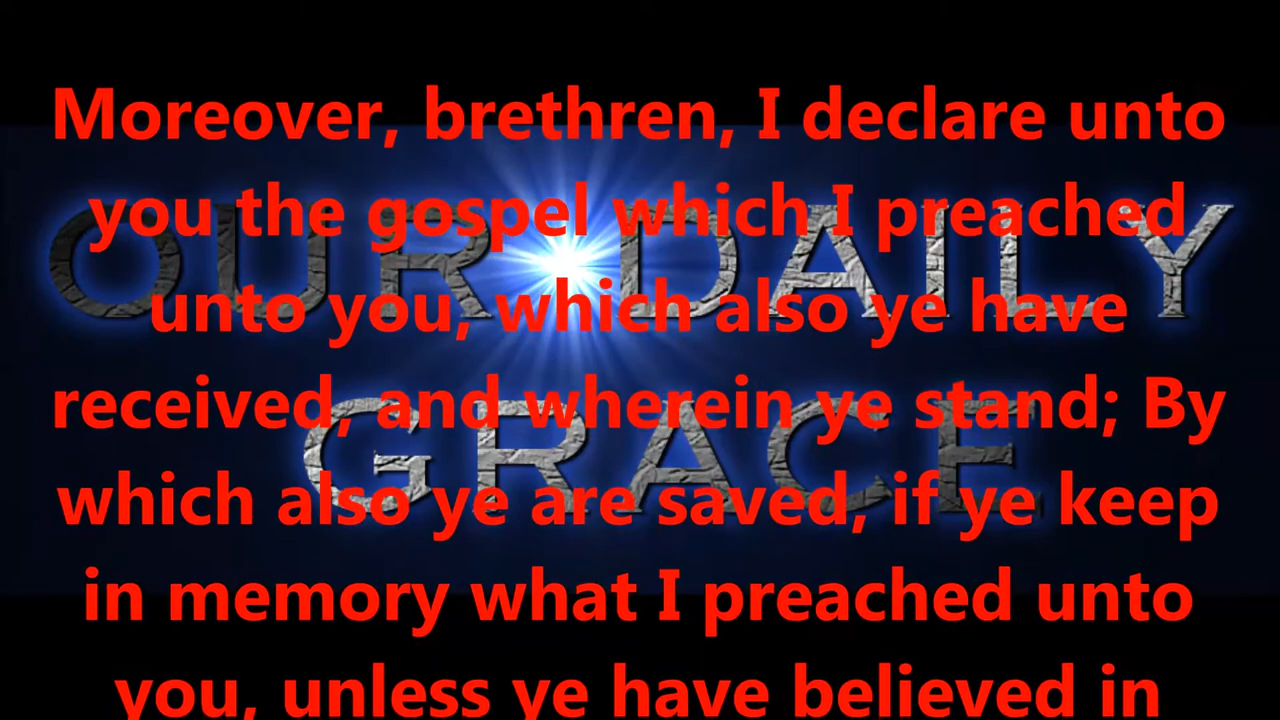 Moreover, brethren, I declare unto
you the gospel which I preached
unto you, which also ye have
received, and wherein ye stand; By
which also ye are saved, if ye keep
in memory what I preached unto
you, unless ye have believed in
OUR DAILY
GRACE